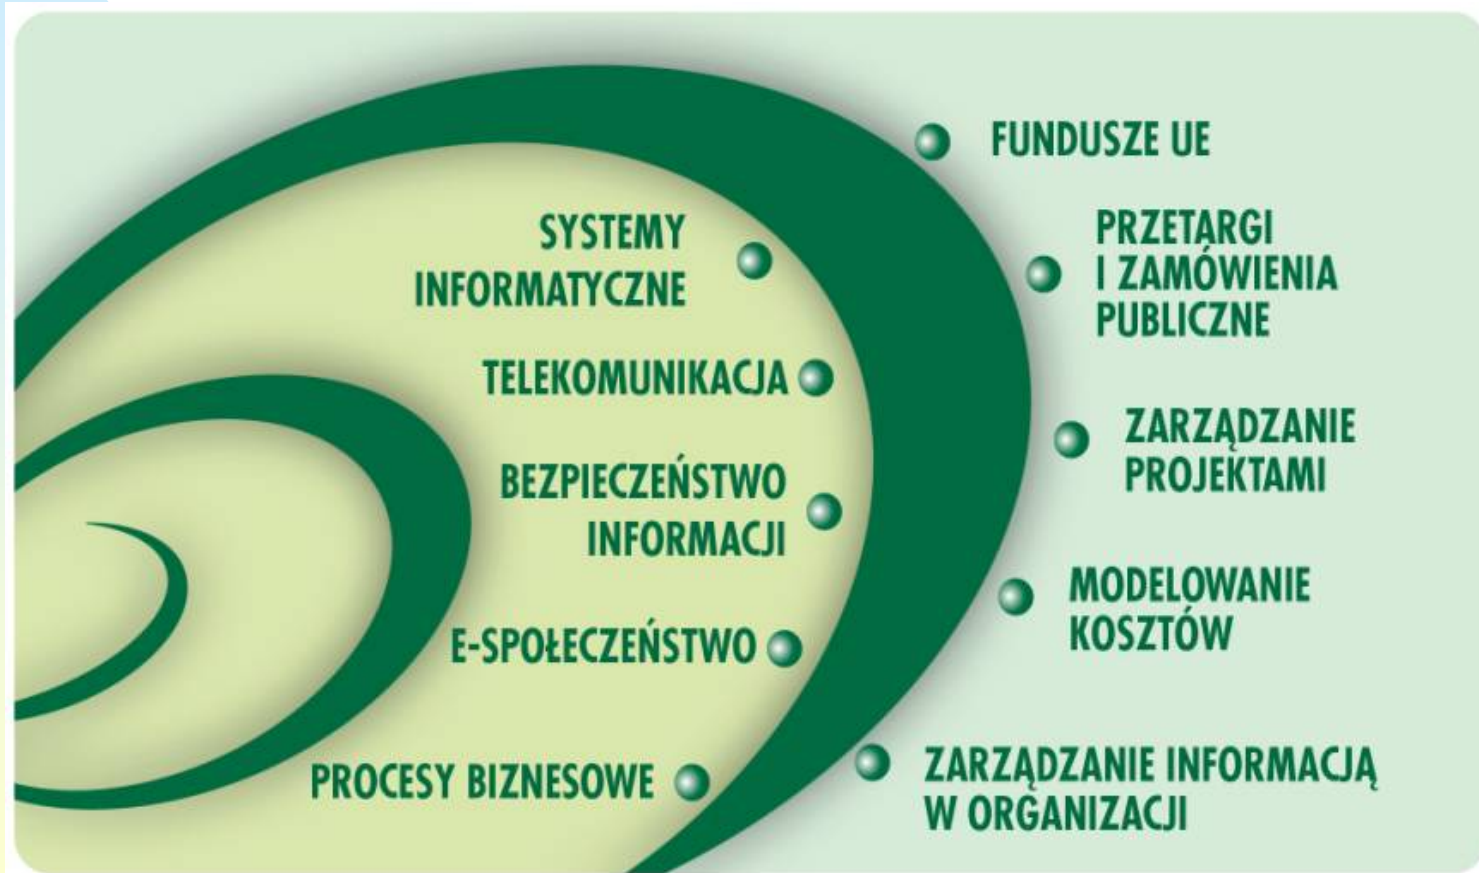 SYSTEMY
INFORMATYCZNE
TELEKOMUNIKACJA
BEZPIECZEŃSTWO
INFORMACJI
E-SPOŁECZEŃSTWO
PROCESY BIZNESOWE
FUNDUSZE UE
PRZETARGI
I ZAMÓWIENIA
PUBLICZNE
ZARZĄDZANIE
PROJEKTAMI
MODELOWANIE
KOSZTÓW
ZARZĄDZANIE INFORMACJĄ
W ORGANIZACJI